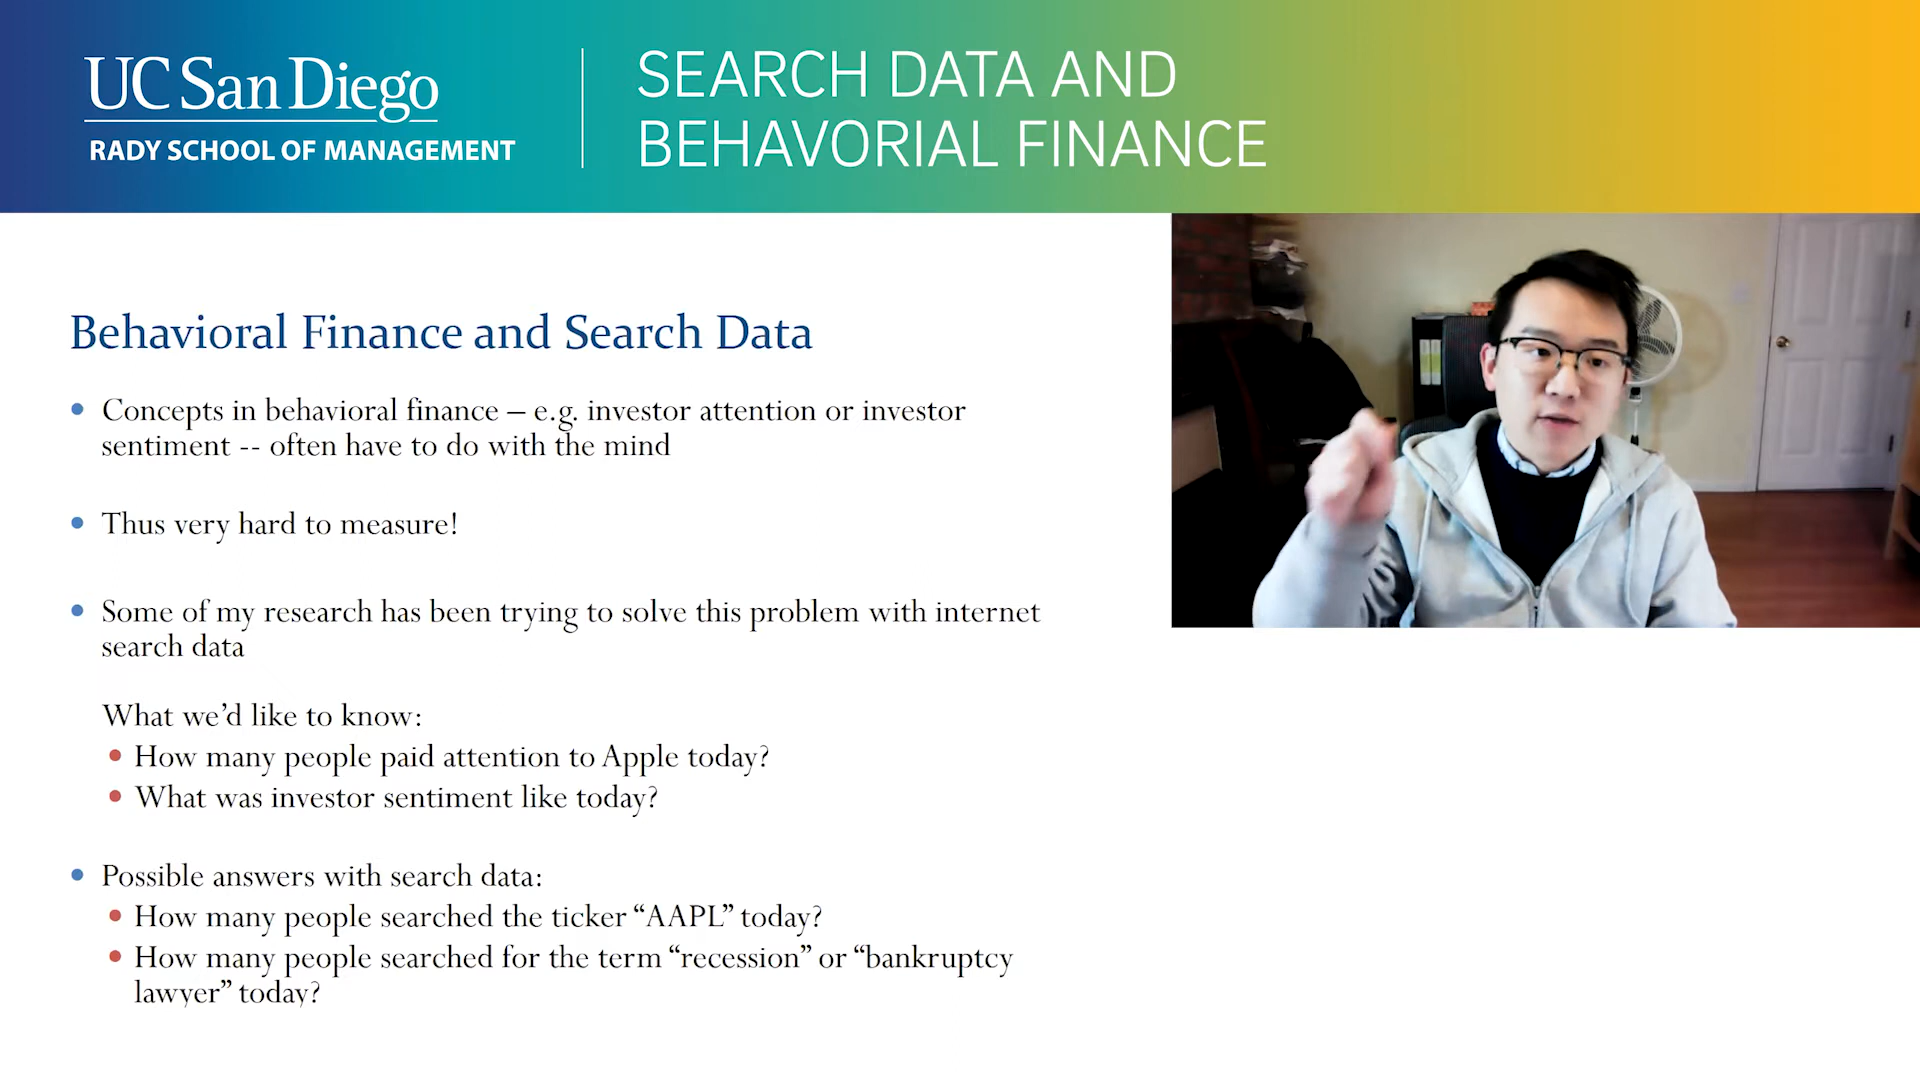 UC San Diego
RADY SCHOOL OF MANAGEMENT
SEARCH DATA AND
BEHAVORIAL FINANCE
Behavioral Finance and Search Data
• Concepts in behavioral finance – e.g. investor attention or investor
sentiment -- often have to do with the mind
• Thus very hard to measure!
• Some of my research has been trying to solve this problem with internet
search data
What we’d like to know:
• How many people paid attention to Apple today?
• What was investor sentiment like today?
• Possible answers with search data:
• How many people searched the ticker “AAPL” today?
• How many people searched for the term “recession” or “bankruptcy
lawyer” today?